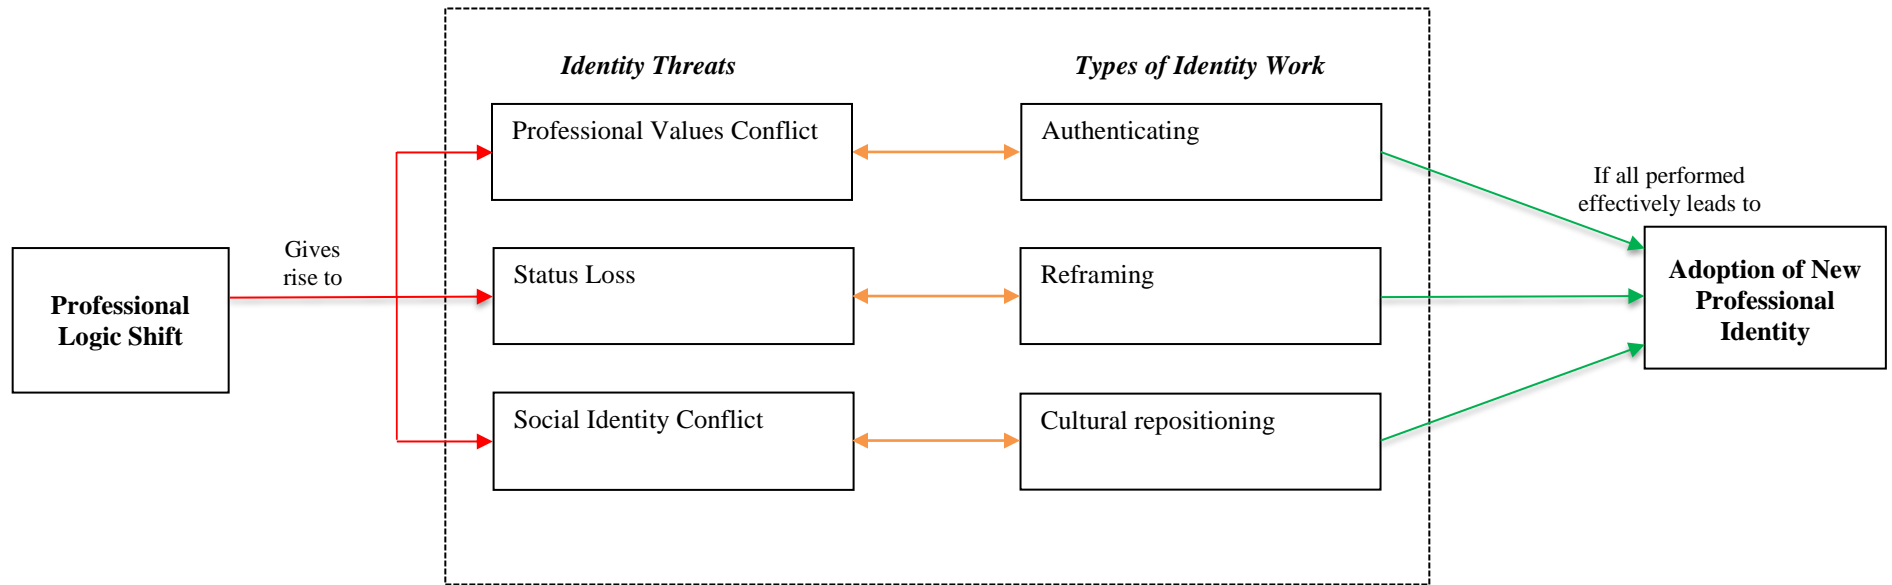 Identity Threats
Types of Identity Work
Professional Values Conflict
Authenticating
If all performed
effectively leads to
Gives
rise to
Status Loss
Reframing
Professional
Logic Shift
Adoption of New
Professional
Identity
Social Identity Conflict
Cultural repositioning